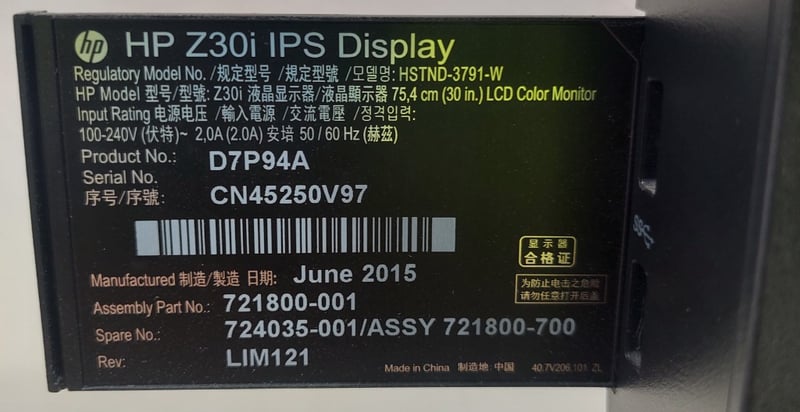 hp HP Z30i IPS Display
Regulatory Model No. /规定型号 /規定型號 /모델명: HSTND-3791-W
HP Model 型号/型號: Z30i 液晶显示器/液晶顯示器 75,4 cm (30 in.) LCD Color Monitor
Input Rating 电源电压 /輸入電源 /交流電壓 /정격입력:
100-240V (伏特)~ 2,0A (2.0A) 安培 50 / 60 Hz (赫茲)
Product No.: D7P94A
Serial No.
序号/序號: CN45250V97
显示器
合格证
为防止电击之危险
请勿任意打开后盖
Manufactured 制造/製造 日期: June 2015
Assembly Part No.: 721800-001
Spare No.: 724035-001/ASSY 721800-700
Rev: LIM121
Made in China 制造地: 中国 40.7V206.101 ZL